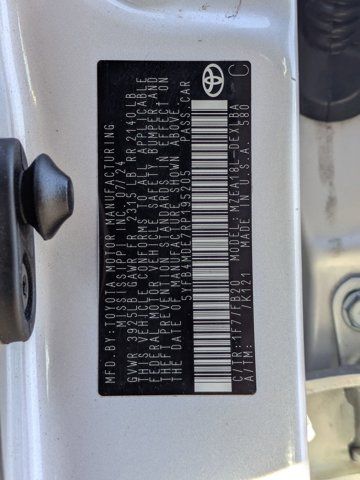 MFD. BY: TOYOTA MOTOR MANUFACTURING
MISSISSIPPI INC. 07/24
GVWR 3925LB GAWR FR 2315LB RR 2140LB
THIS VEHICLE CONFORMS TO ALL APPLICABLE
FEDERAL MOTOR VEHICLE SAFETY, BUMPER, AND
THEFT PREVENTION STANDARDS IN EFFECT
ON THE DATE OF MANUFACTURE SHOWN ABOVE.
5YFB4MDE7RP195205 PASS. CAR
C/TR: 1F7/FB20 MODEL: MZEA18L-DEXLBA
A/TM: /K121 MADE IN U.S.A. 580
TOYOTA
C